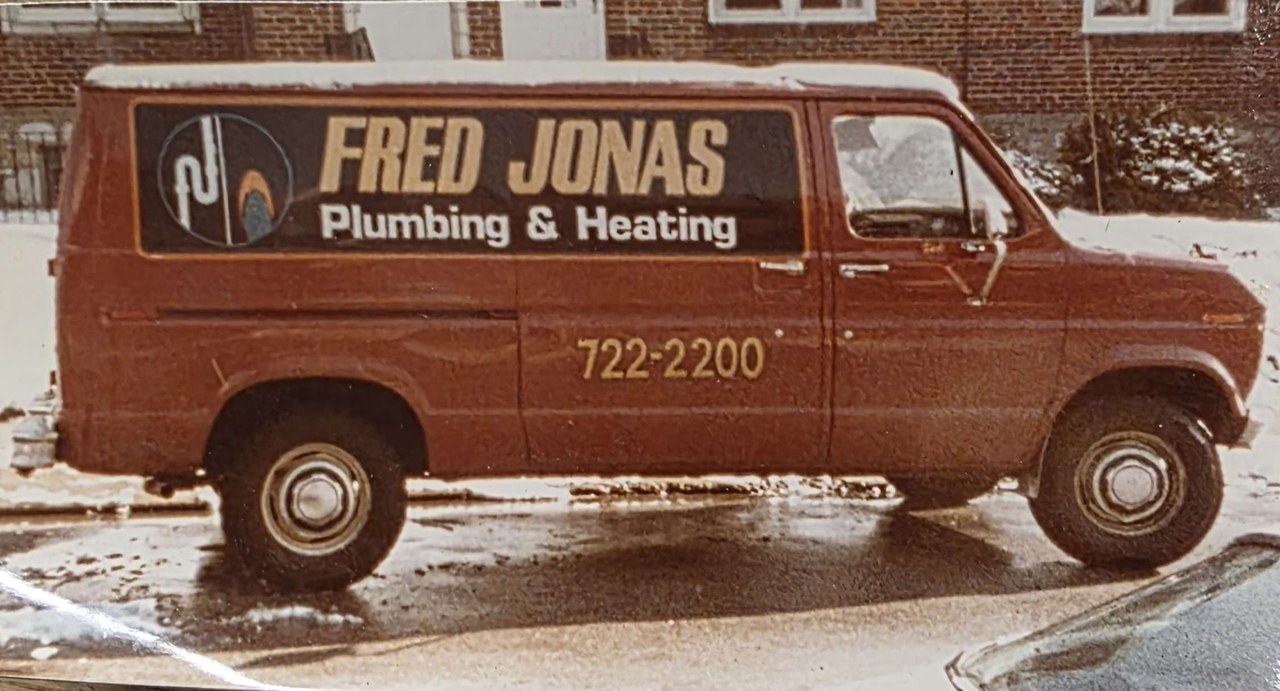 FRED JONAS
Plumbing & Heating
722-2200